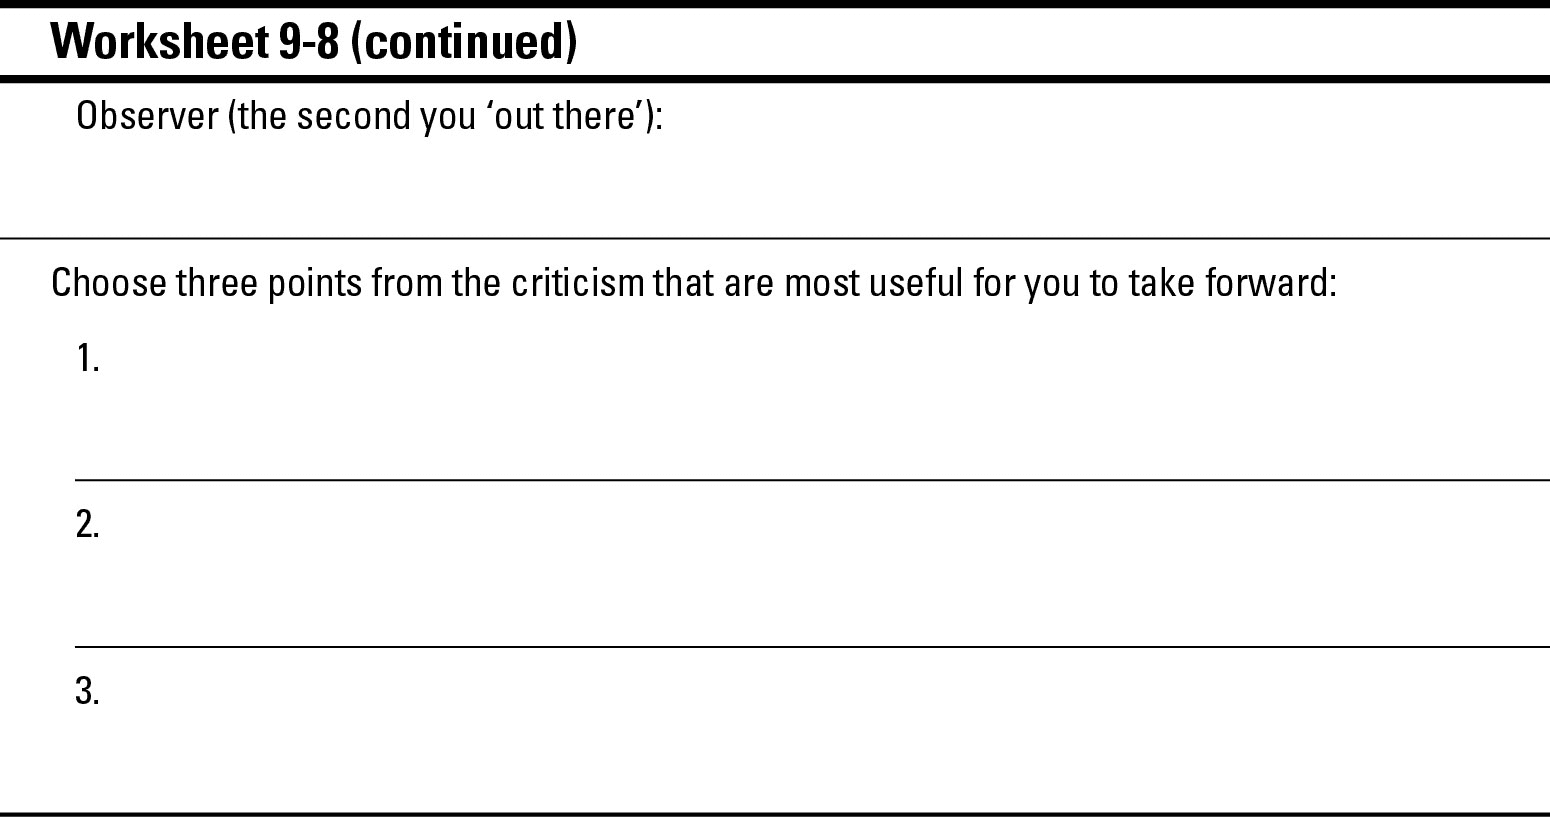 Worksheet 9-8 (continued)
Observer (the second you ‘out there’):
Choose three points from the criticism that are most useful for you to take forward:
1.
2.
3.